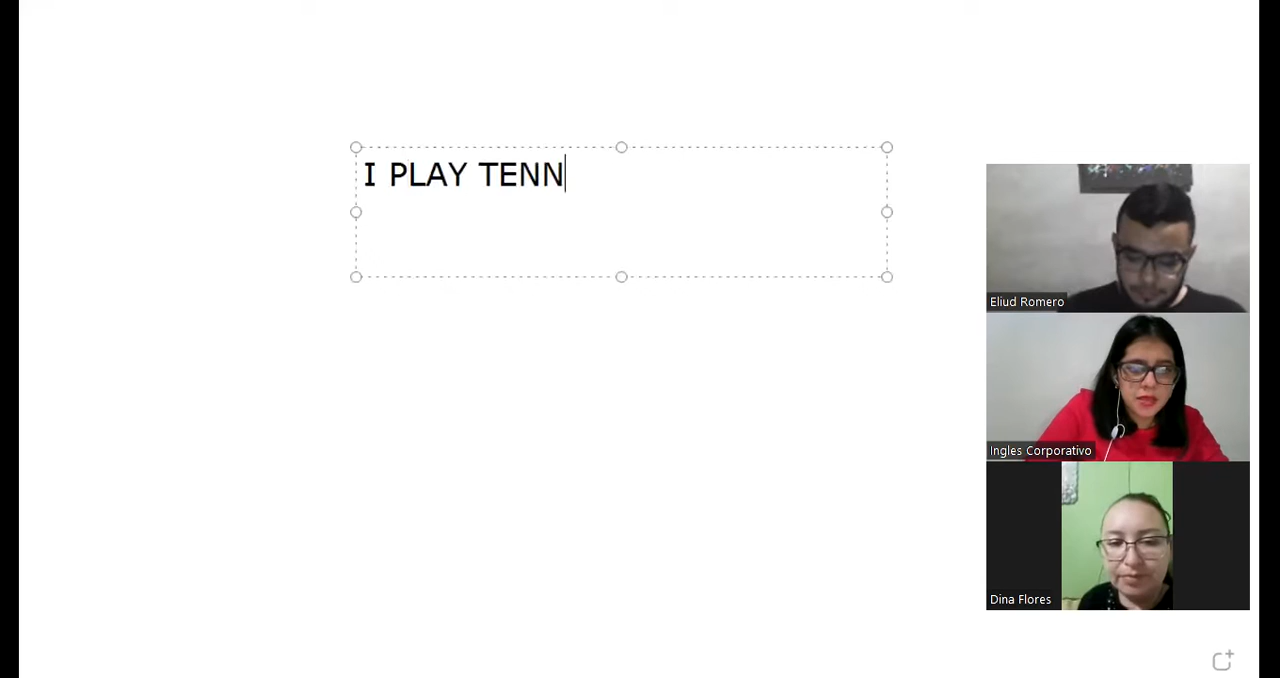 I PLAY TENN
Eliud Romero
Ingles Corporativo
Dina Flores